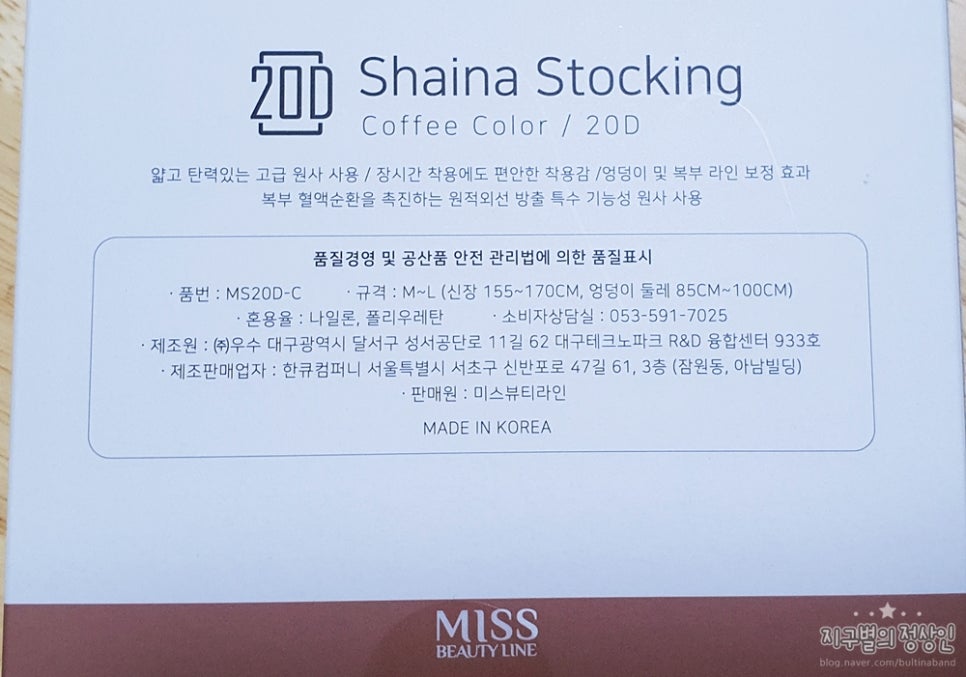 20D
Shaina Stocking
Coffee Color / 20D
얇고 탄력있는 고급 원사 사용 / 장시간 착용에도 편안한 착용감 /엉덩이 및 복부 라인 보정 효과
복부 혈액순환을 촉진하는 원적외선 방출 특수 기능성 원사 사용
품질경영 및 공산품 안전 관리법에 의한 품질표시
· 품번 : MS20D-C · 규격 : M~L (신장 155~170CM, 엉덩이 둘레 85CM~100CM)
· 혼용율 : 나일론, 폴리우레탄 · 소비자상담실 : 053-591-7025
· 제조원 : ㈜우수 대구광역시 달서구 성서공단로 11길 62 대구테크노파크 R&D 융합센터 933호
· 제조판매업자 : 한큐컴퍼니 서울특별시 서초구 신반포로 47길 61, 3층 (잠원동, 아남빌딩)
· 판매원 : 미스뷰티라인
MADE IN KOREA
MISS
BEAUTY LINE
지구별의 정상인
blog.naver.com/bultinaband